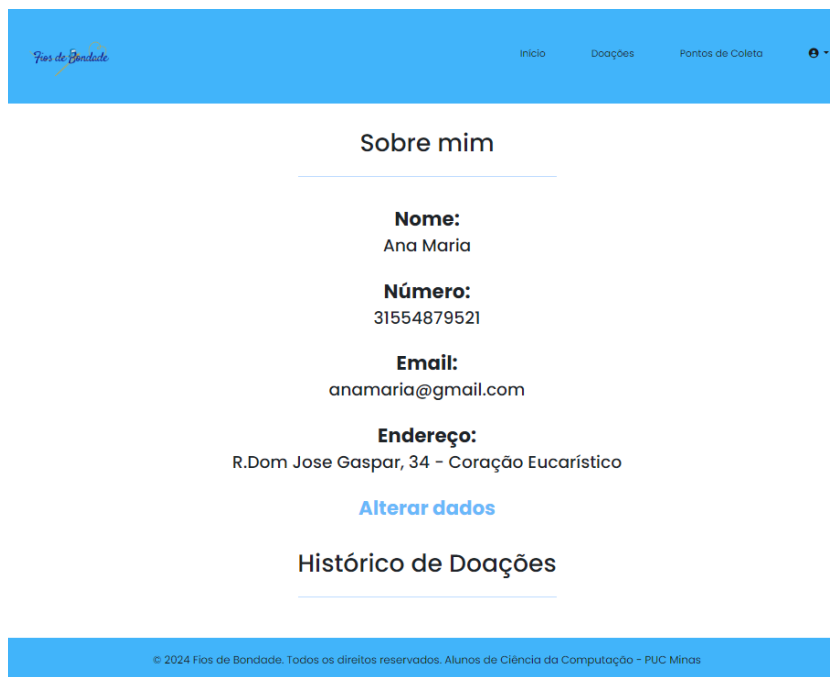 Fios de Bondade
Início Doações Pontos de Coleta
Sobre mim
Nome:
Ana Maria
Número:
31554879521
Email:
anamaria@gmail.com
Endereço:
R.Dom Jose Gaspar, 34 - Coração Eucarístico
Alterar dados
Histórico de Doações
© 2024 Fios de Bondade. Todos os direitos reservados. Alunos de Ciência da Computação - PUC Minas